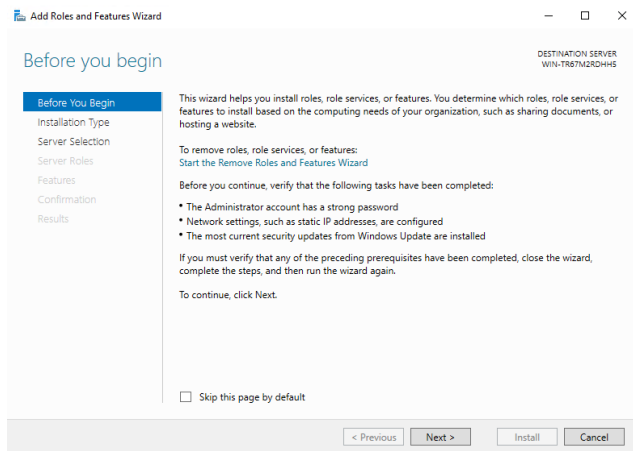 Add Roles and Features Wizard
Before you begin
DESTINATION SERVER
WIN-TR67M2RDHH5
Before You Begin
Installation Type
Server Selection
Server Roles
Features
Confirmation
Results
This wizard helps you install roles, role services, or features. You determine which roles, role services, or
features to install based on the computing needs of your organization, such as sharing documents, or
hosting a website.
To remove roles, role services, or features:
Start the Remove Roles and Features Wizard
Before you continue, verify that the following tasks have been completed:
• The Administrator account has a strong password
• Network settings, such as static IP addresses, are configured
• The most current security updates from Windows Update are installed
If you must verify that any of the preceding prerequisites have been completed, close the wizard,
complete the steps, and then run the wizard again.
To continue, click Next.
Skip this page by default
< Previous
Next >
Install
Cancel